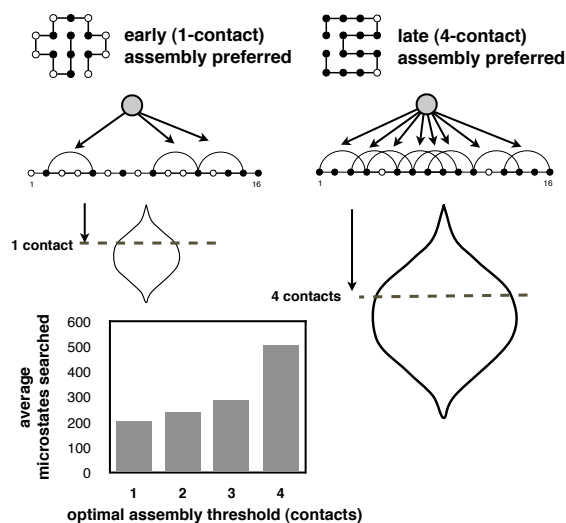 early (1-contact)
assembly preferred
late (4-contact)
assembly preferred
1
16
1
16
1 contact
4 contacts
600
500
400
300
200
100
0
average
microstates searched
1 2 3 4
optimal assembly threshold (contacts)